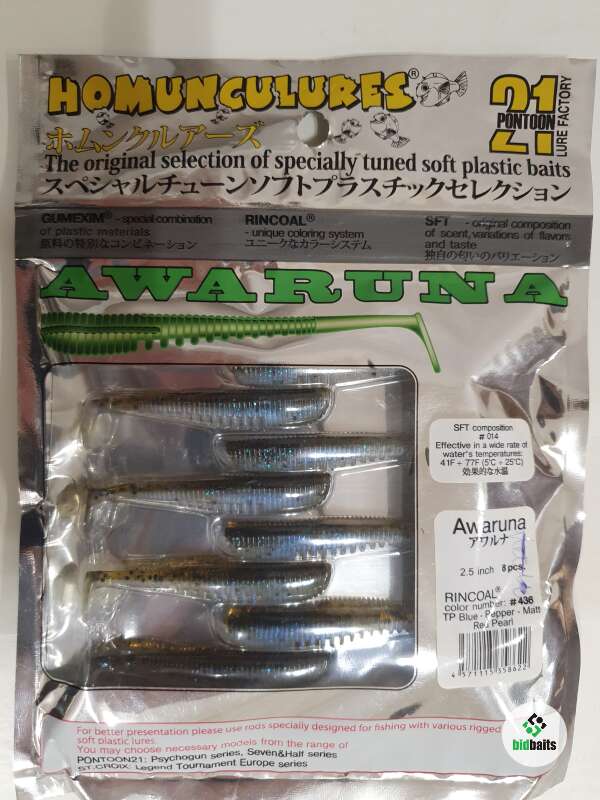 HOMUNCULURES®
ホムンクルアーズ
21
PONTOON
LURE FACTORY
The original selection of specially tuned soft plastic baits
スペシャルチューンソフトプラスチックセレクション
GUMEXIM® - special combination
of plastic materials
原料の特別なコンビネーション
RINCOAL®
- unique coloring system
ユニークなカラーシステム
SFT - original composition
of scent, variations of flavors
and taste
独自の匂いのバリエーション
AWARUNA
SFT composition
# 014
Effective in a wide rate of
water's temperatures:
41F ÷ 77F (5°C ÷ 25°C)
効果的な水温
Awaruna
アワルナ
2.5 inch 8 pcs.
RINCOAL®
color number: # 436
TP Blue - Pepper - Matt
Red Pearl
4 571115 358622
For better presentation please use rods specially designed for fishing with various rigged
soft plastic lures.
You may choose necessary models from the range of
PONTOON21: Psychogun series, Seven&Half series
ST.CROIX: Legend Tournament Europe series
bidbaits